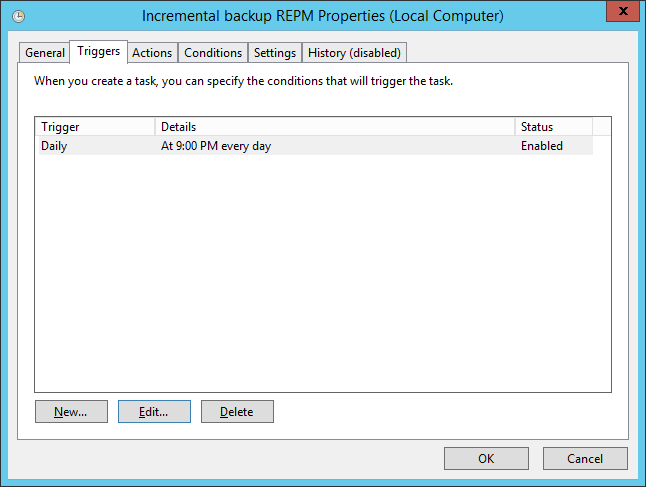 Incremental backup REPM Properties (Local Computer)
x
General Triggers Actions Conditions Settings History (disabled)
When you create a task, you can specify the conditions that will trigger the task.
Trigger Details Status
Daily At 9:00 PM every day Enabled
New... Edit... Delete
OK Cancel